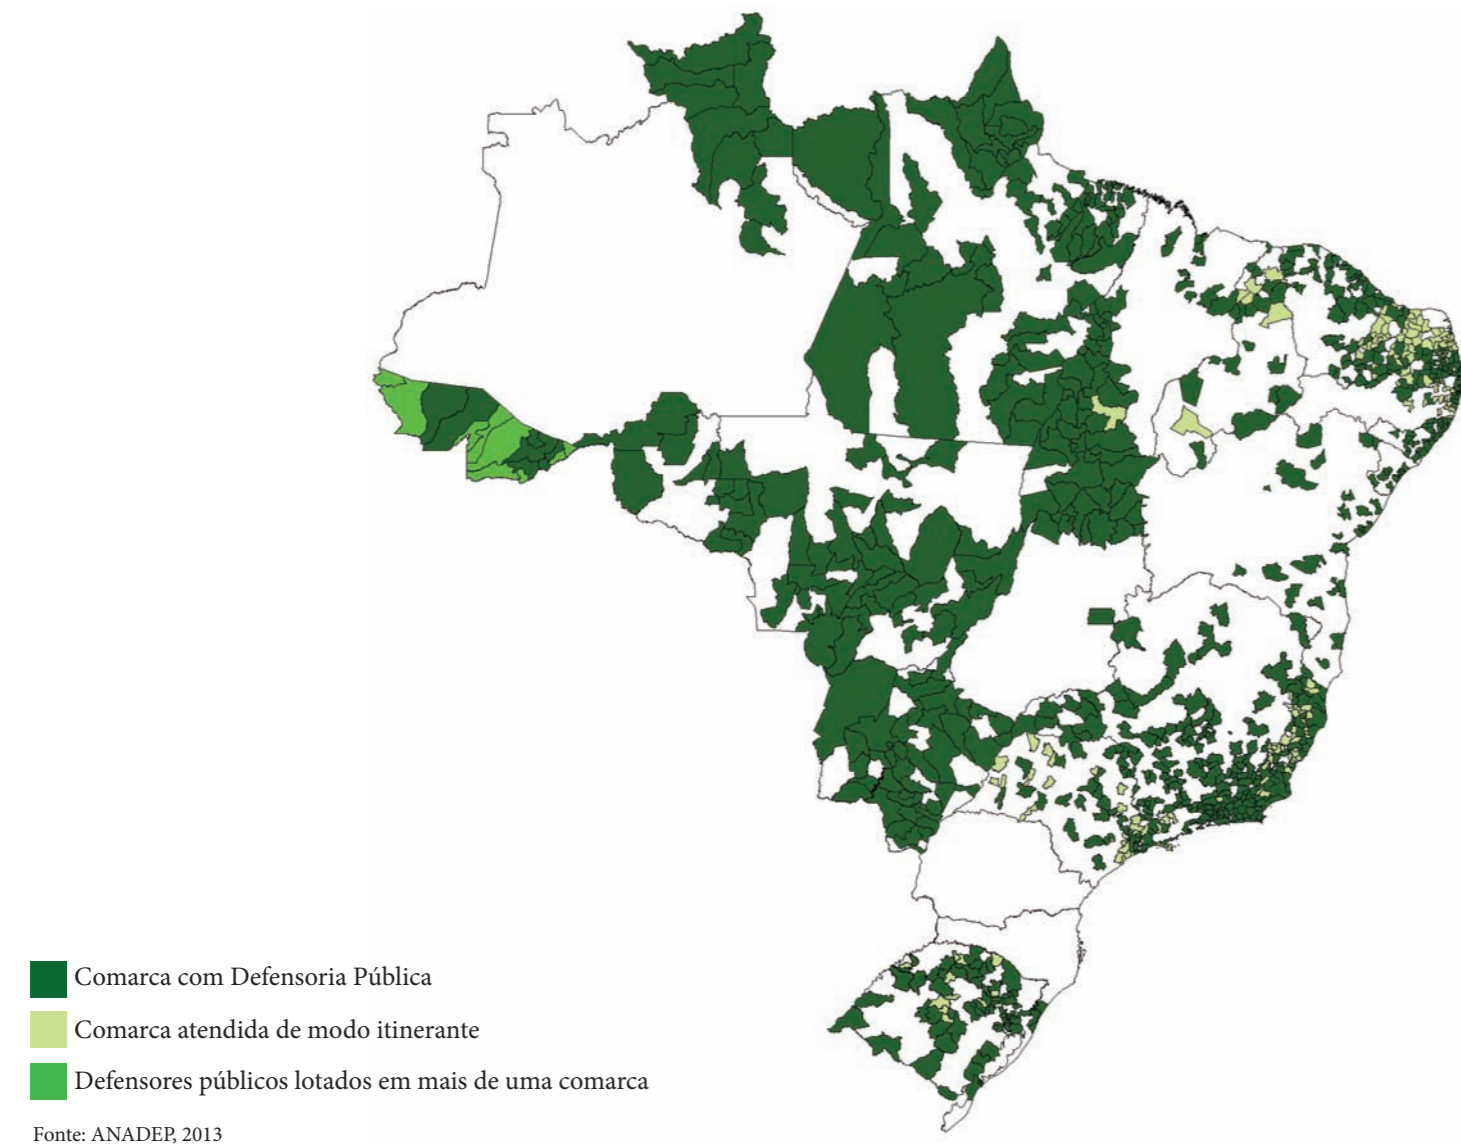 Comarca com Defensoria Pública
Comarca atendida de modo itinerante
Defensores públicos lotados em mais de uma comarca
Fonte: ANADEP, 2013